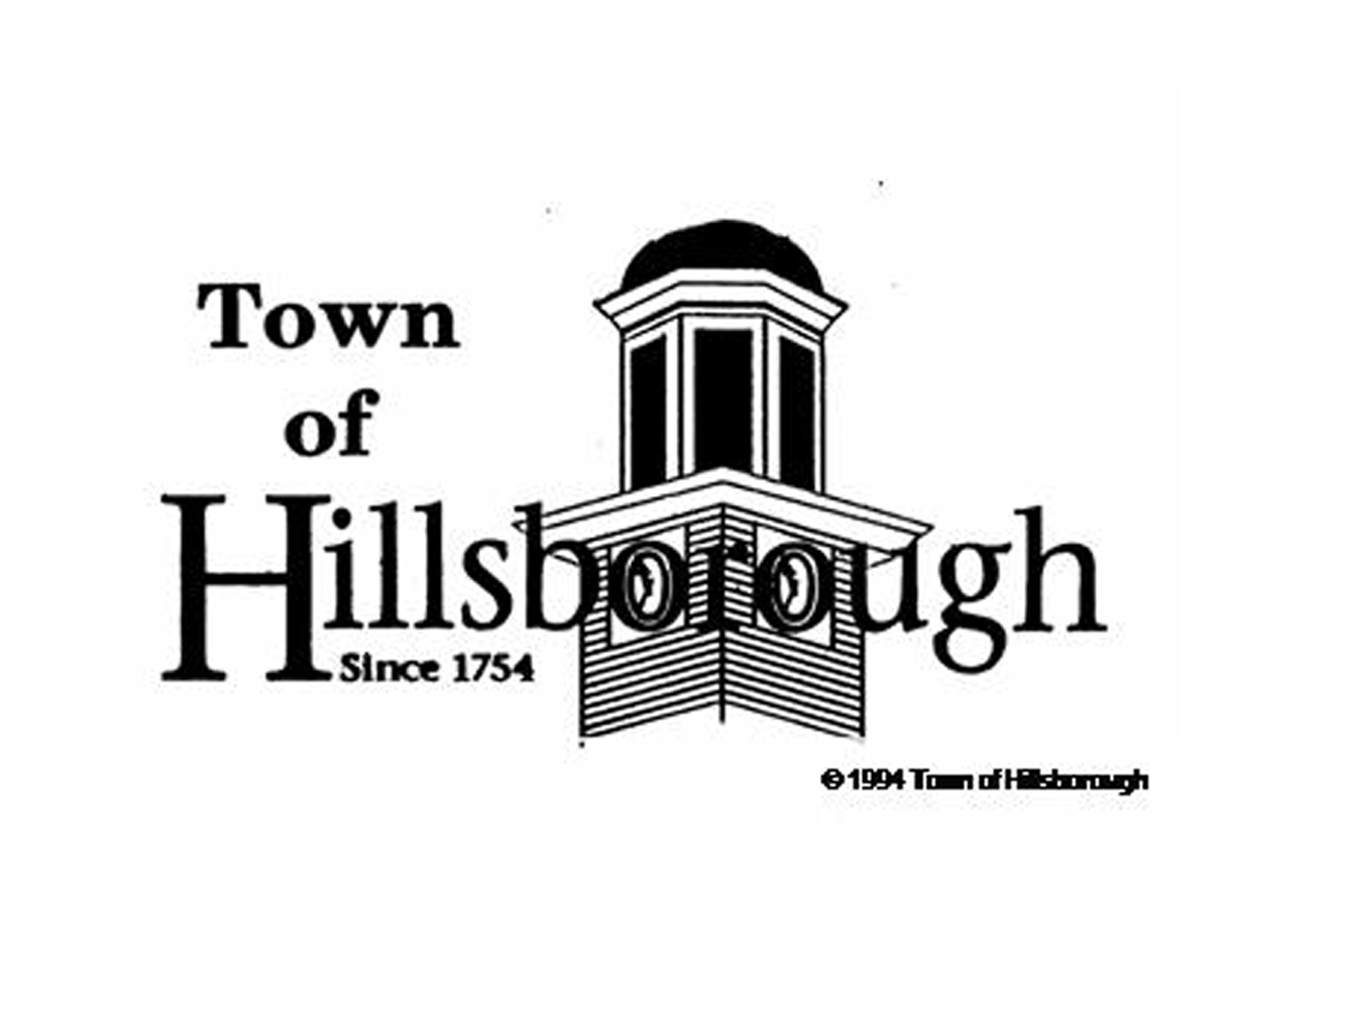 Town
of
Hillsborough
Since 1754
© 1994 Town of Hillsborough